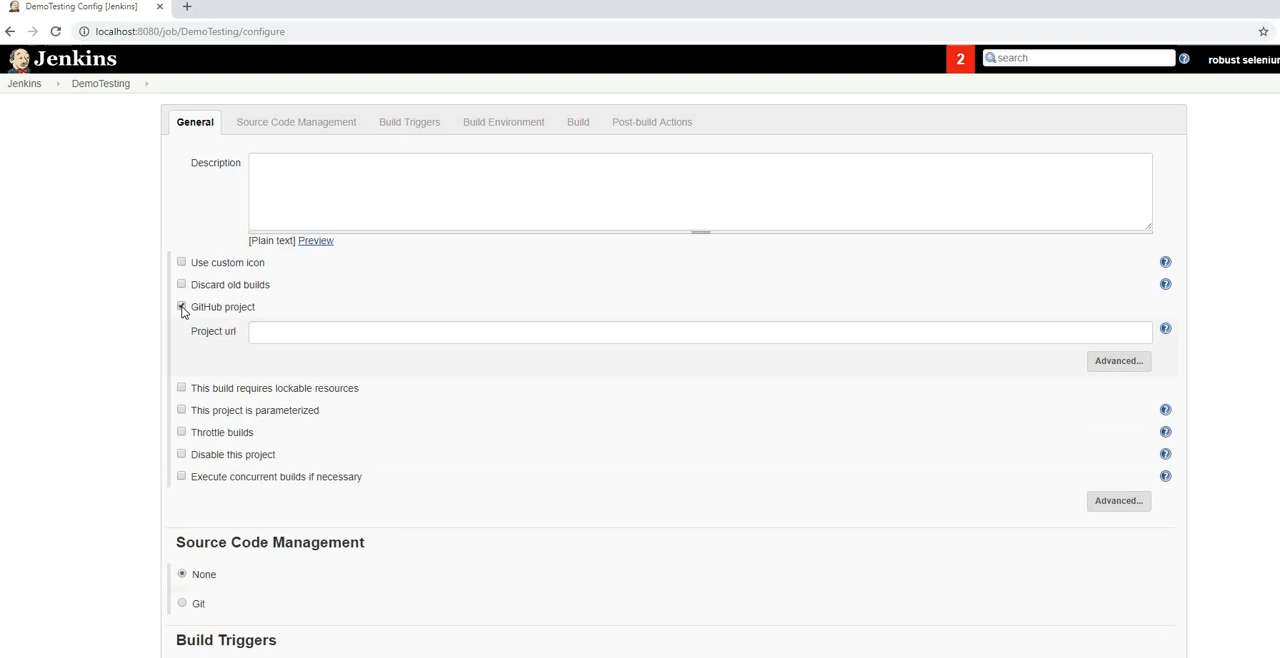 DemoTesting Config [Jenkins]
localhost:8080/job/DemoTesting/configure
Jenkins
2
search
robust seleniun
Jenkins
DemoTesting
General
Source Code Management
Build Triggers
Build Environment
Build
Post-build Actions
Description
[Plain text] Preview
Use custom icon
Discard old builds
GitHub project
Project url
Advanced...
This build requires lockable resources
This project is parameterized
Throttle builds
Disable this project
Execute concurrent builds if necessary
Advanced...
Source Code Management
None
Git
Build Triggers